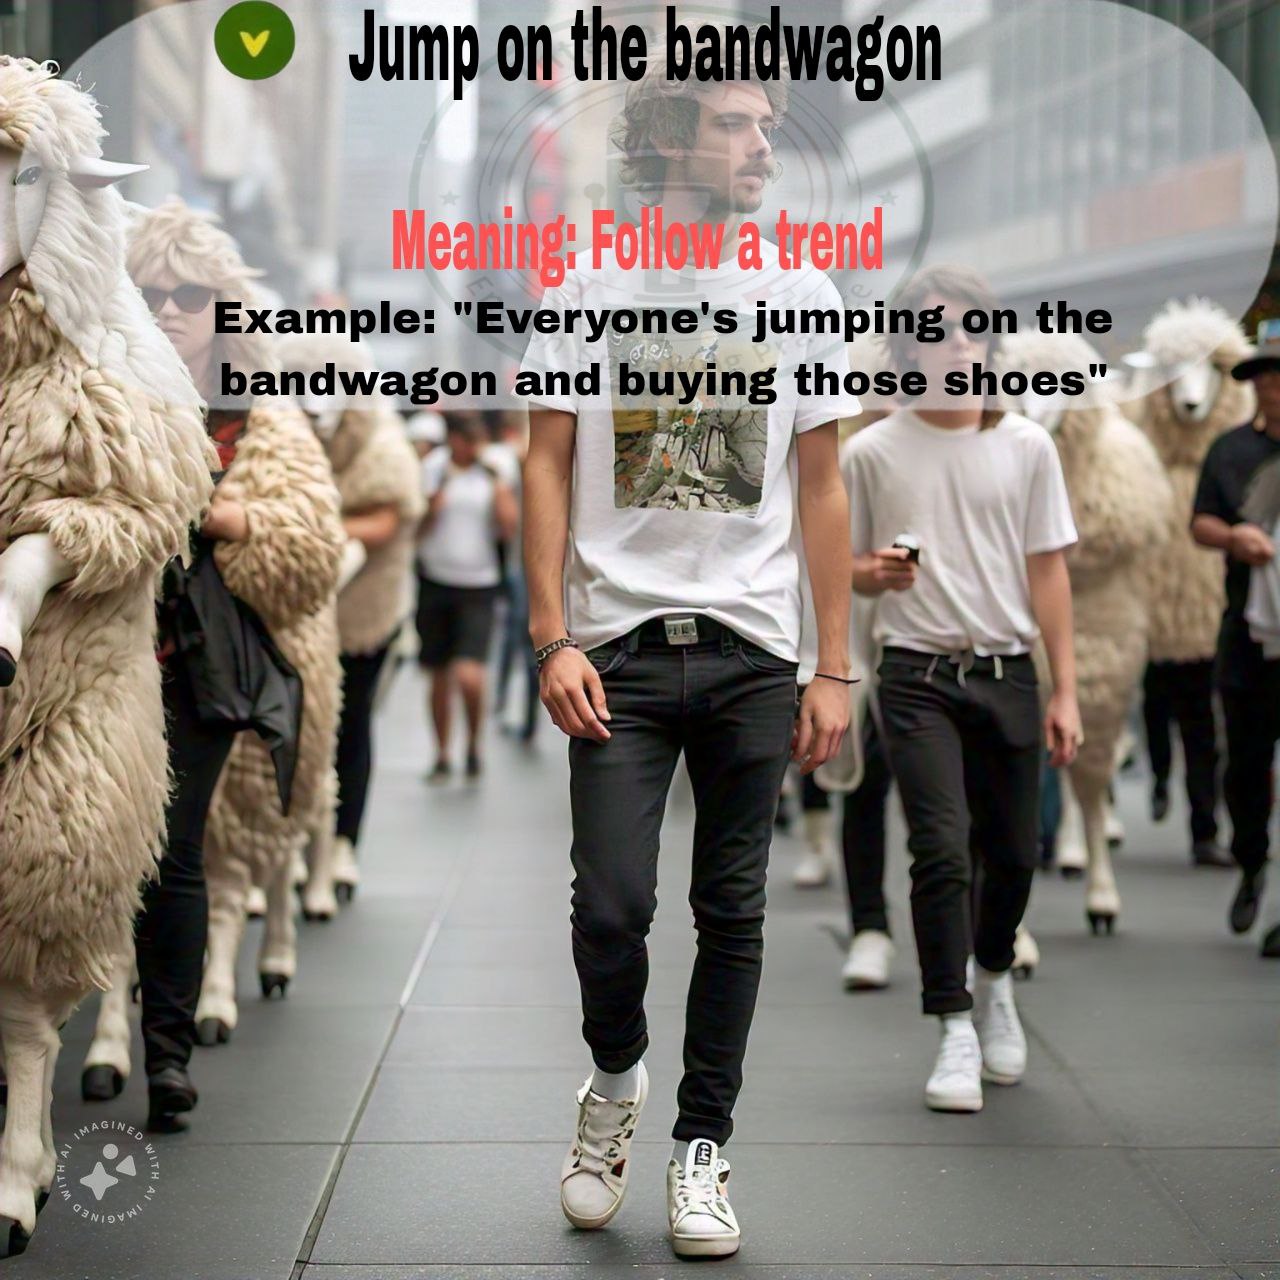 Jump on the bandwagon
Meaning: Follow a trend
Example: "Everyone's jumping on the
bandwagon and buying those shoes"
IMAGINED WITH AI IMAGINED WITH AI